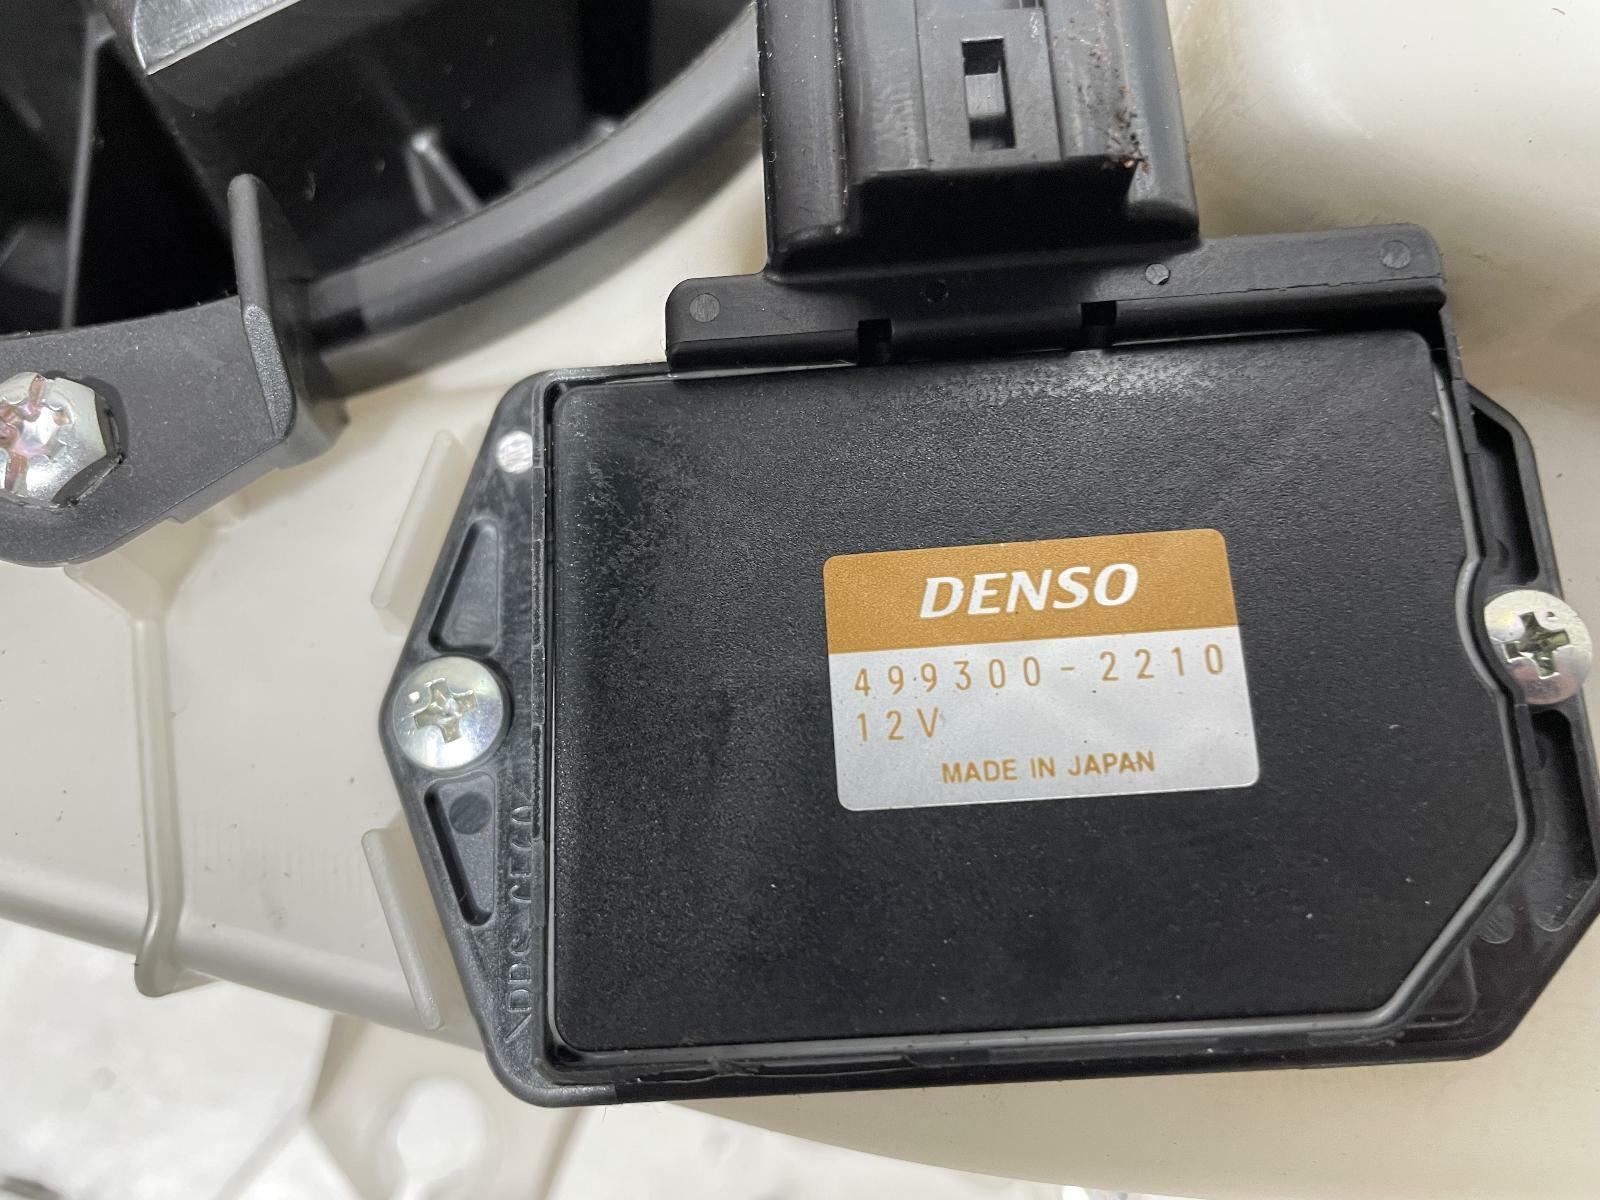 DENSO
499300-2210
12V
MADE IN JAPAN